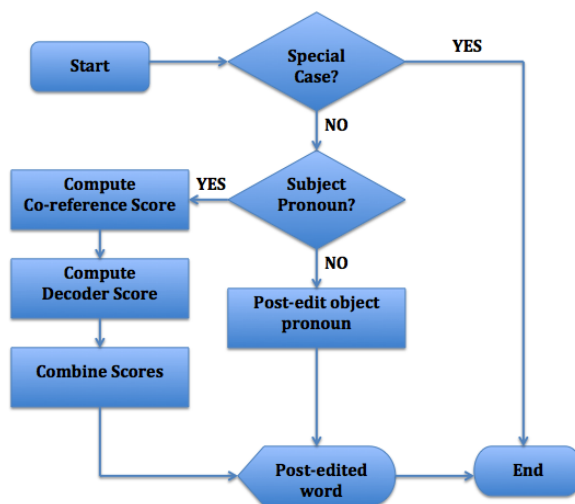 Start
Special
Case?
YES
NO
Subject
Pronoun?
YES
Compute
Co-reference Score
NO
Compute
Decoder Score
Post-edit object
pronoun
Combine Scores
Post-edited
word
End